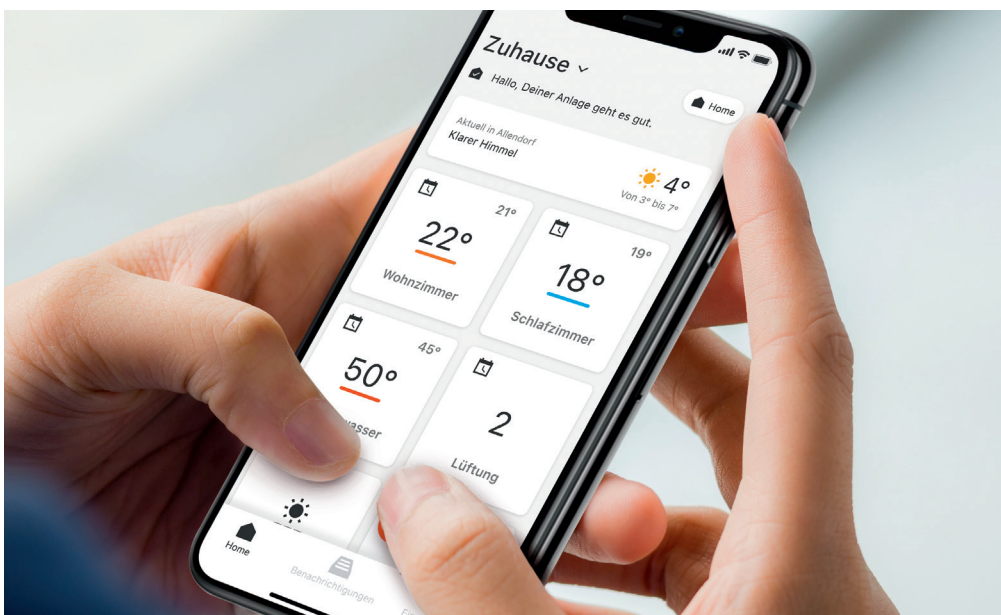 Zuhause
Home
Hallo, Deiner Anlage geht es gut.
Aktuell in Allendorf
Klarer Himmel
4°
Von 3° bis 7°
21°
22°
Wohnzimmer
19°
18°
Schlafzimmer
45°
50°
wasser
2
Lüftung
Home
Benachrichtigungen